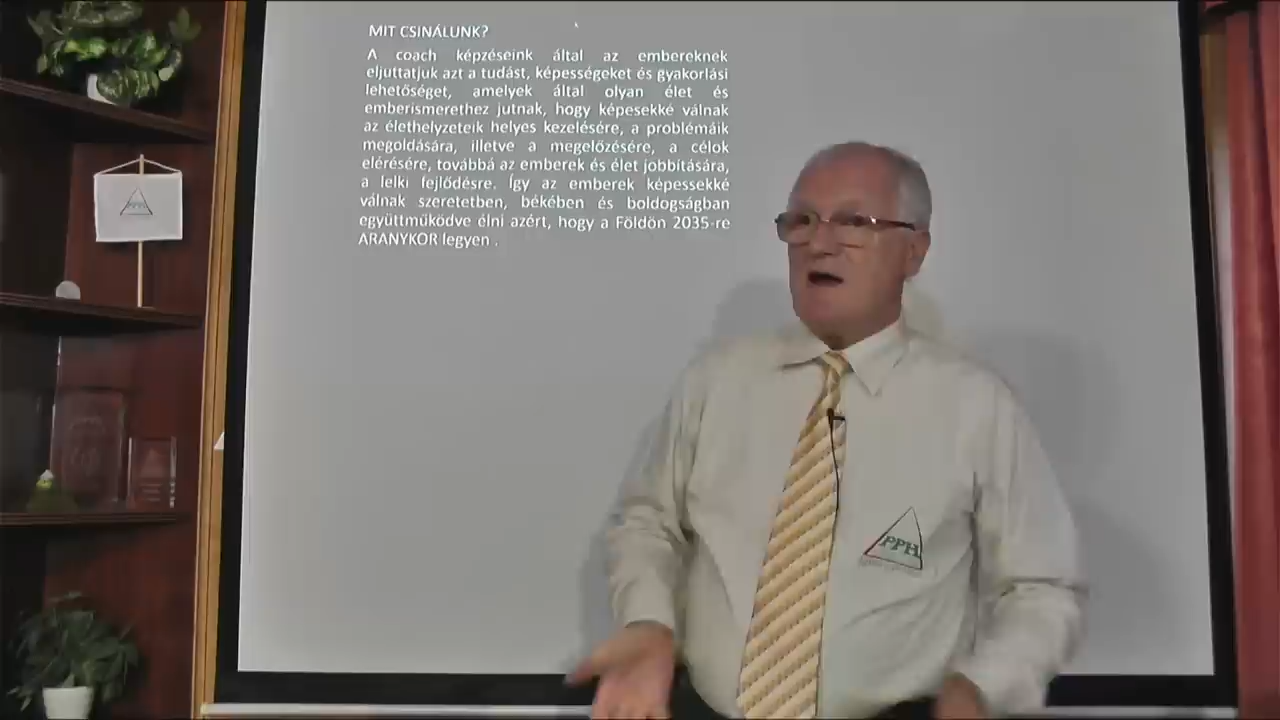 MIT CSINÁLUNK?
A coach képzéseink által az embereknek
eljuttatjuk azt a tudást, képességeket és gyakorlási
lehetőséget, amelyek által olyan élet és
emberismerethez jutnak, hogy képesekké válnak
az élethelyzeteik helyes kezelésére, a problémáik
megoldására, illetve a megelőzésére, a célok
elérésére, továbbá az emberek és élet jobbítására,
a lelki fejlődésre. Így az emberek képessekké
válnak szeretetben, békében és boldogságban
együttműködve élni azért, hogy a Földön 2035-re
ARANYKOR legyen .
PPH
PPH